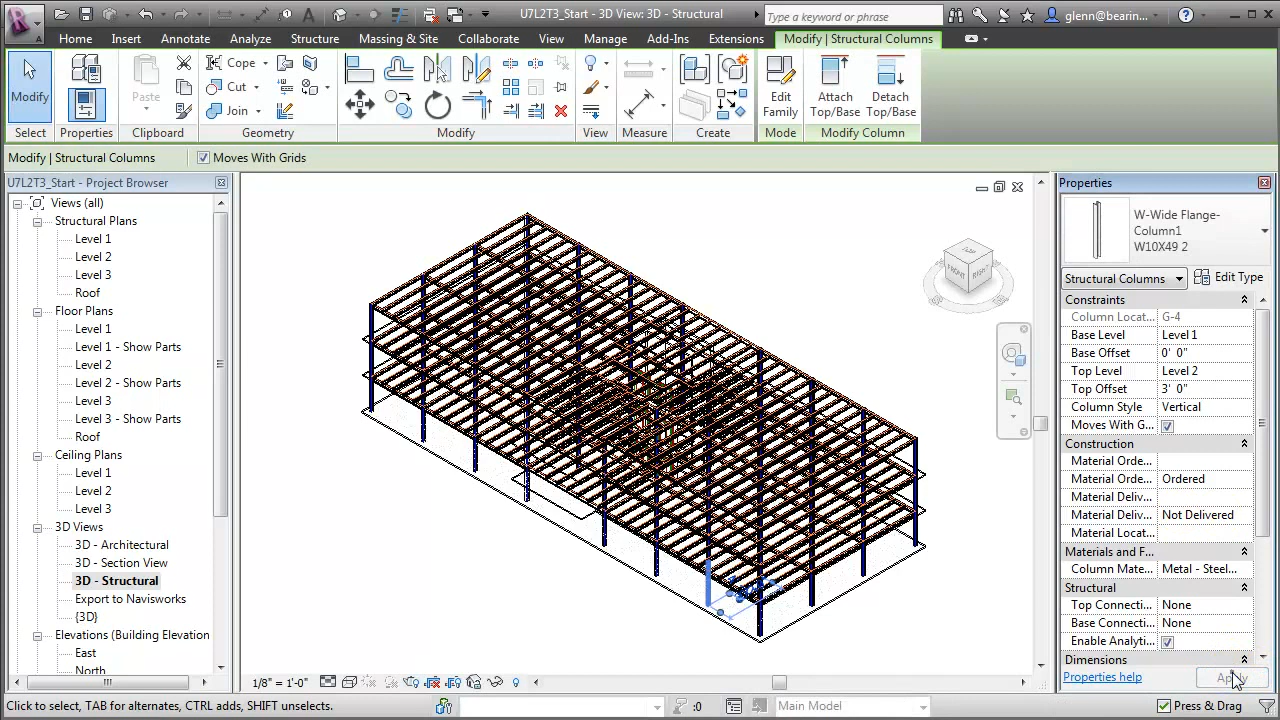 U7L2T3_Start - 3D View: 3D - Structural
Type a keyword or phrase
glenn@bearin...
Home Insert Annotate Analyze Structure Massing & Site Collaborate View Manage Add-Ins Extensions Modify | Structural Columns
Modify
Paste
Cope
Cut
Join
Edit Family
Attach Top/Base
Detach Top/Base
Select Properties Clipboard Geometry Modify View Measure Create Mode Modify Column
Modify | Structural Columns
Moves With Grids
U7L2T3_Start - Project Browser
Views (all)
Structural Plans
Level 1
Level 2
Level 3
Roof
Floor Plans
Level 1
Level 1 - Show Parts
Level 2
Level 2 - Show Parts
Level 3
Level 3 - Show Parts
Roof
Ceiling Plans
Level 1
Level 2
Level 3
3D Views
3D - Architectural
3D - Section View
3D - Structural
Export to Navisworks
{3D}
Elevations (Building Elevation
East
North
FRONT
RIGHT
1/8" = 1'-0"
Properties
W-Wide Flange-
Column1
W10X49 2
Structural Columns
Edit Type
Constraints
Column Locat... G-4
Base Level Level 1
Base Offset 0' 0"
Top Level Level 2
Top Offset 3' 0"
Column Style Vertical
Moves With G...
Construction
Material Orde...
Material Orde... Ordered
Material Deliv...
Material Deliv... Not Delivered
Material Locat...
Materials and F...
Column Mate... Metal - Steel...
Structural
Top Connecti... None
Base Connecti... None
Enable Analyti...
Dimensions
Properties help
Apply
Click to select, TAB for alternates, CTRL adds, SHIFT unselects.
:0
Main Model
Press & Drag